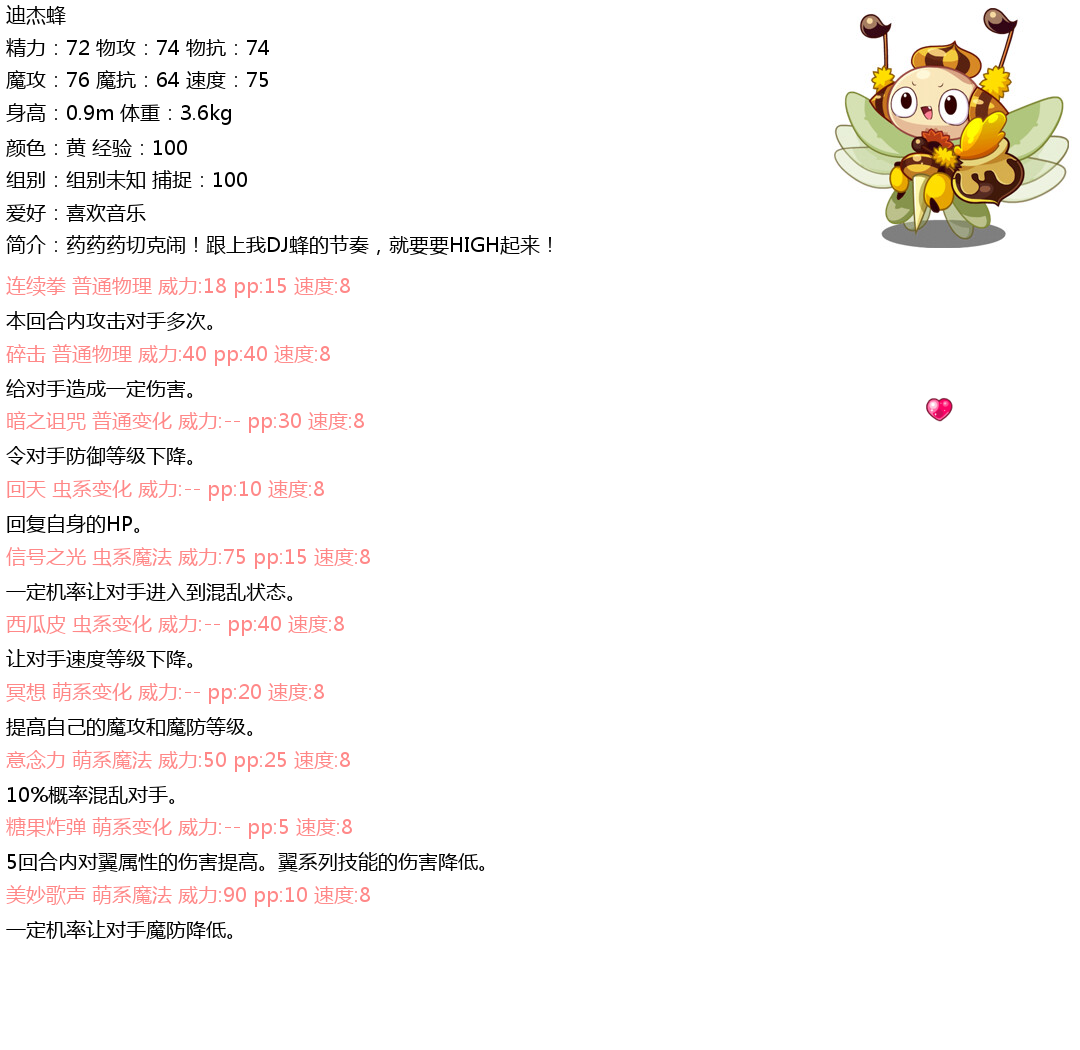 迪杰蜂
精力：72 物攻：74 物抗：74
魔攻：76 魔抗：64 速度：75
身高：0.9m 体重：3.6kg
颜色：黄 经验：100
组别：组别未知 捕捉：100
爱好：喜欢音乐
简介：药药药切克闹！跟上我DJ蜂的节奏，就要要HIGH起来！
连续拳 普通物理 威力:18 pp:15 速度:8
本回合内攻击对手多次。
碎击 普通物理 威力:40 pp:40 速度:8
给对手造成一定伤害。
暗之诅咒 普通变化 威力:-- pp:30 速度:8
令对手防御等级下降。
回天 虫系变化 威力:-- pp:10 速度:8
回复自身的HP。
信号之光 虫系魔法 威力:75 pp:15 速度:8
一定机率让对手进入到混乱状态。
西瓜皮 虫系变化 威力:-- pp:40 速度:8
让对手速度等级下降。
冥想 萌系变化 威力:-- pp:20 速度:8
提高自己的魔攻和魔防等级。
意念力 萌系魔法 威力:50 pp:25 速度:8
10%概率混乱对手。
糖果炸弹 萌系变化 威力:-- pp:5 速度:8
5回合内对翼属性的伤害提高。翼系列技能的伤害降低。
美妙歌声 萌系魔法 威力:90 pp:10 速度:8
一定机率让对手魔防降低。